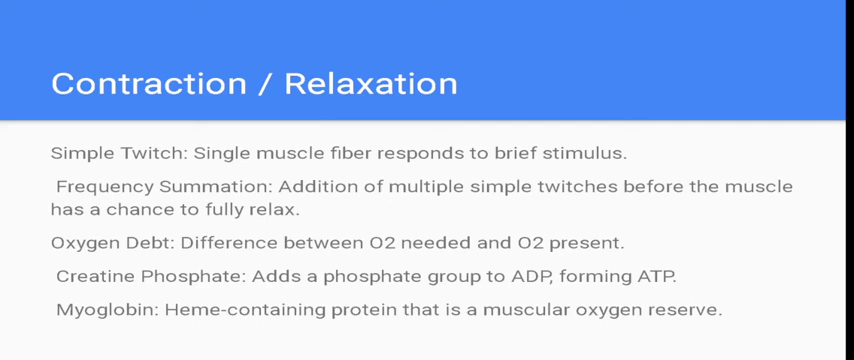 Contraction / Relaxation
Simple Twitch: Single muscle fiber responds to brief stimulus.
Frequency Summation: Addition of multiple simple twitches before the muscle
has a chance to fully relax.
Oxygen Debt: Difference between O2 needed and O2 present.
Creatine Phosphate: Adds a phosphate group to ADP, forming ATP.
Myoglobin: Heme-containing protein that is a muscular oxygen reserve.